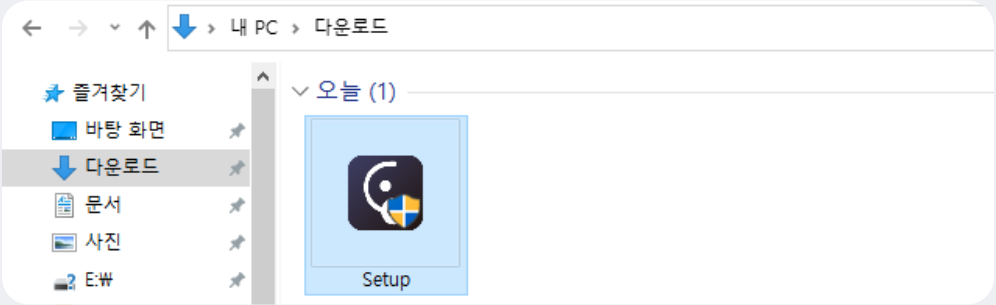 내 PC > 다운로드
즐겨찾기
바탕 화면
다운로드
문서
사진
E:₩
오늘 (1)
Setup